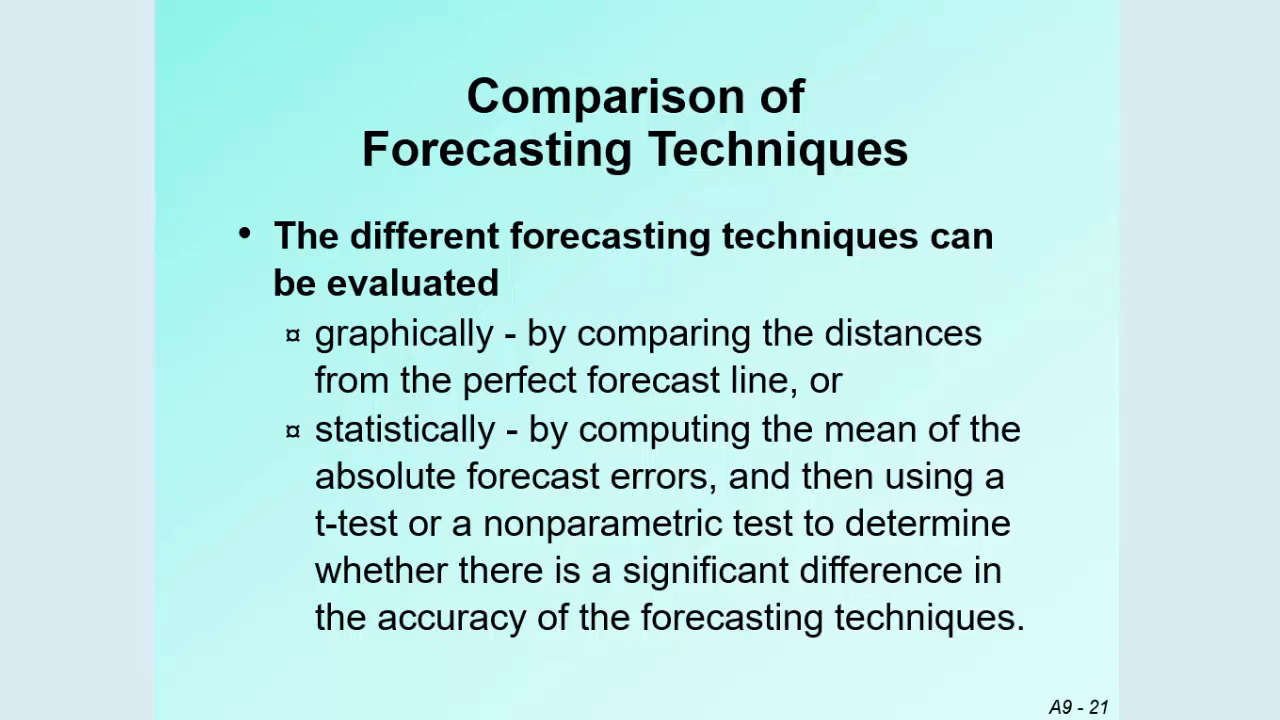 Comparison of
Forecasting Techniques
• The different forecasting techniques can
be evaluated
¤ graphically - by comparing the distances
from the perfect forecast line, or
¤ statistically - by computing the mean of the
absolute forecast errors, and then using a
t-test or a nonparametric test to determine
whether there is a significant difference in
the accuracy of the forecasting techniques.
A9 - 21